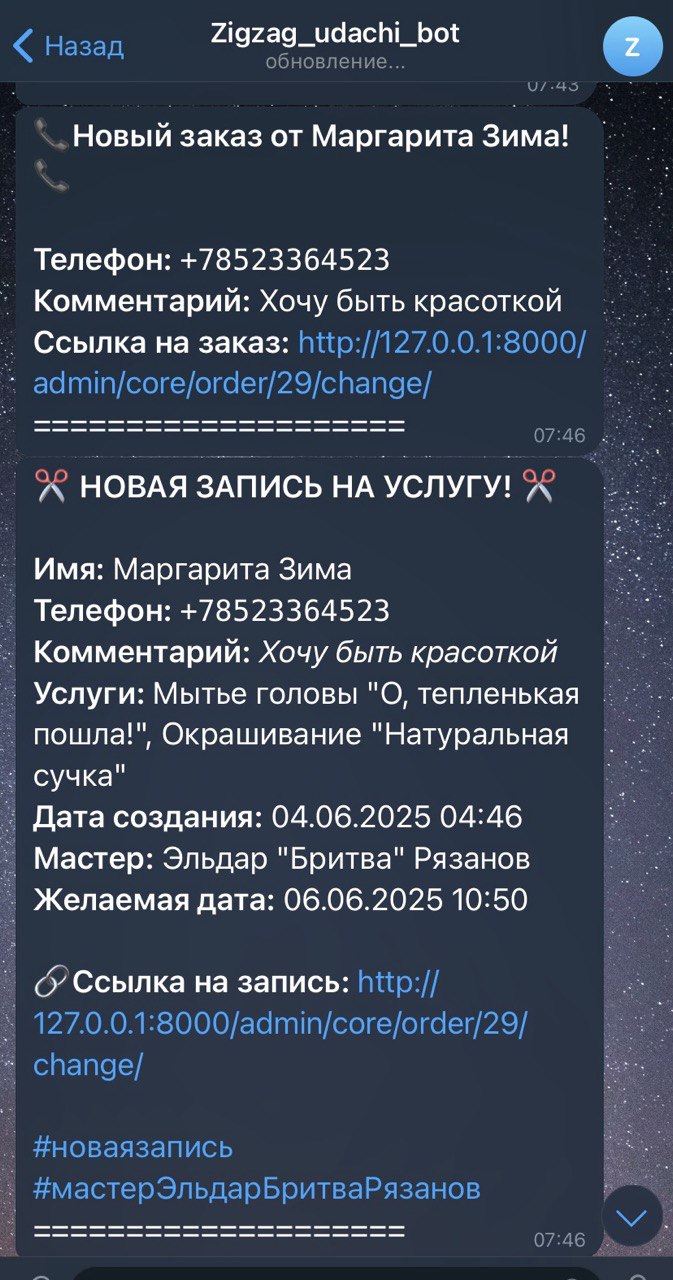 Назад
Zigzag_udachi_bot
обновление...
Z
07:43
Новый заказ от Маргарита Зима!
Телефон: +78523364523
Комментарий: Хочу быть красоткой
Ссылка на заказ: http://127.0.0.1:8000/
admin/core/order/29/change/
====================
07:46
НОВАЯ ЗАПИСЬ НА УСЛУГУ!
Имя: Маргарита Зима
Телефон: +78523364523
Комментарий: Хочу быть красоткой
Услуги: Мытье головы "О, тепленькая
пошла!", Окрашивание "Натуральная
сучка"
Дата создания: 04.06.2025 04:46
Мастер: Эльдар "Бритва" Рязанов
Желаемая дата: 06.06.2025 10:50
Ссылка на запись: http://
127.0.0.1:8000/admin/core/order/29/
change/
#новаязапись
#мастерЭльдарБритваРязанов
====================
07:46